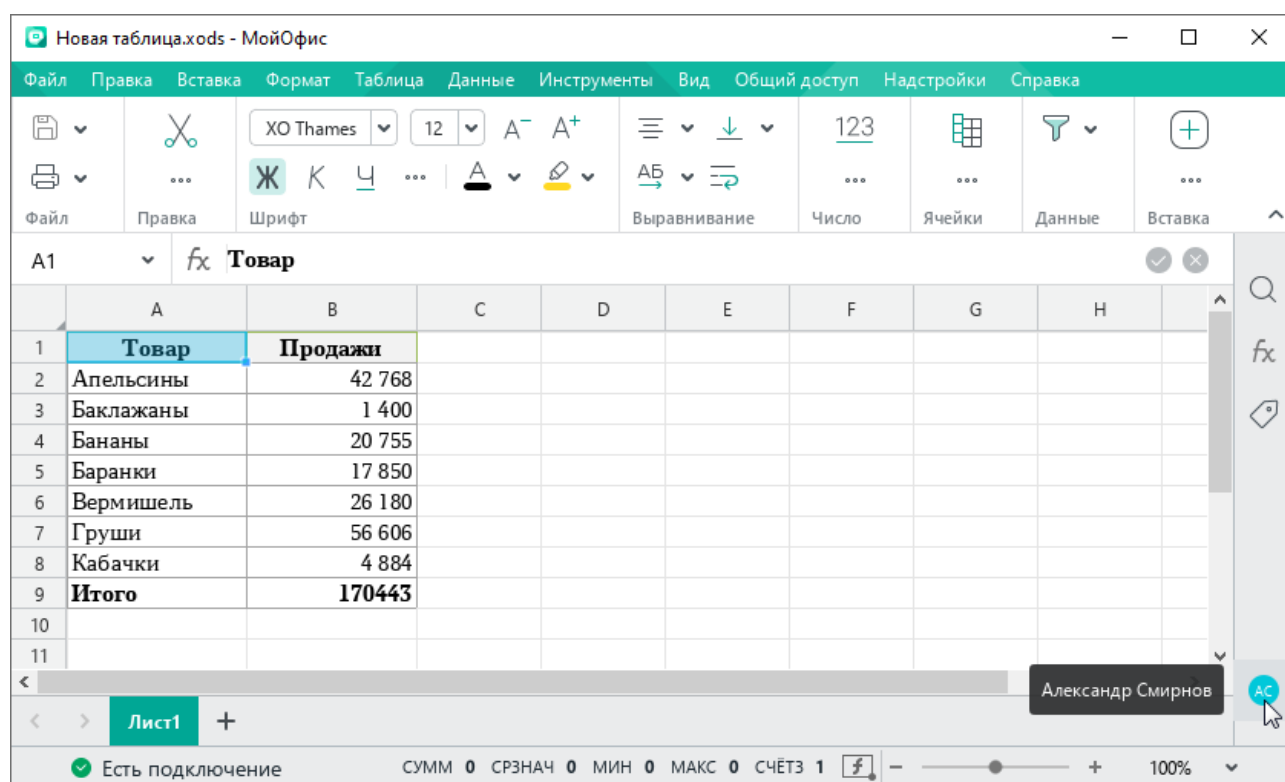 Новая таблица.xods - МойОфис
Файл Правка Вставка Формат Таблица Данные Инструменты Вид Общий доступ Надстройки Справка
XO Thames 12 A⁻ A⁺ 123
Ж К Ч A АБ
Файл Правка Шрифт Выравнивание Число Ячейки Данные Вставка
A1 fx Товар
A B C D E F G H
1 Товар Продажи
2 Апельсины 42 768
3 Баклажаны 1 400
4 Бананы 20 755
5 Баранки 17 850
6 Вермишель 26 180
7 Груши 56 606
8 Кабачки 4 884
9 Итого 170443
10
11
fx
Александр Смирнов АС
Лист1 +
Есть подключение СУММ 0 СРЗНАЧ 0 МИН 0 МАКС 0 СЧЁТЗ 1 f − + 100%